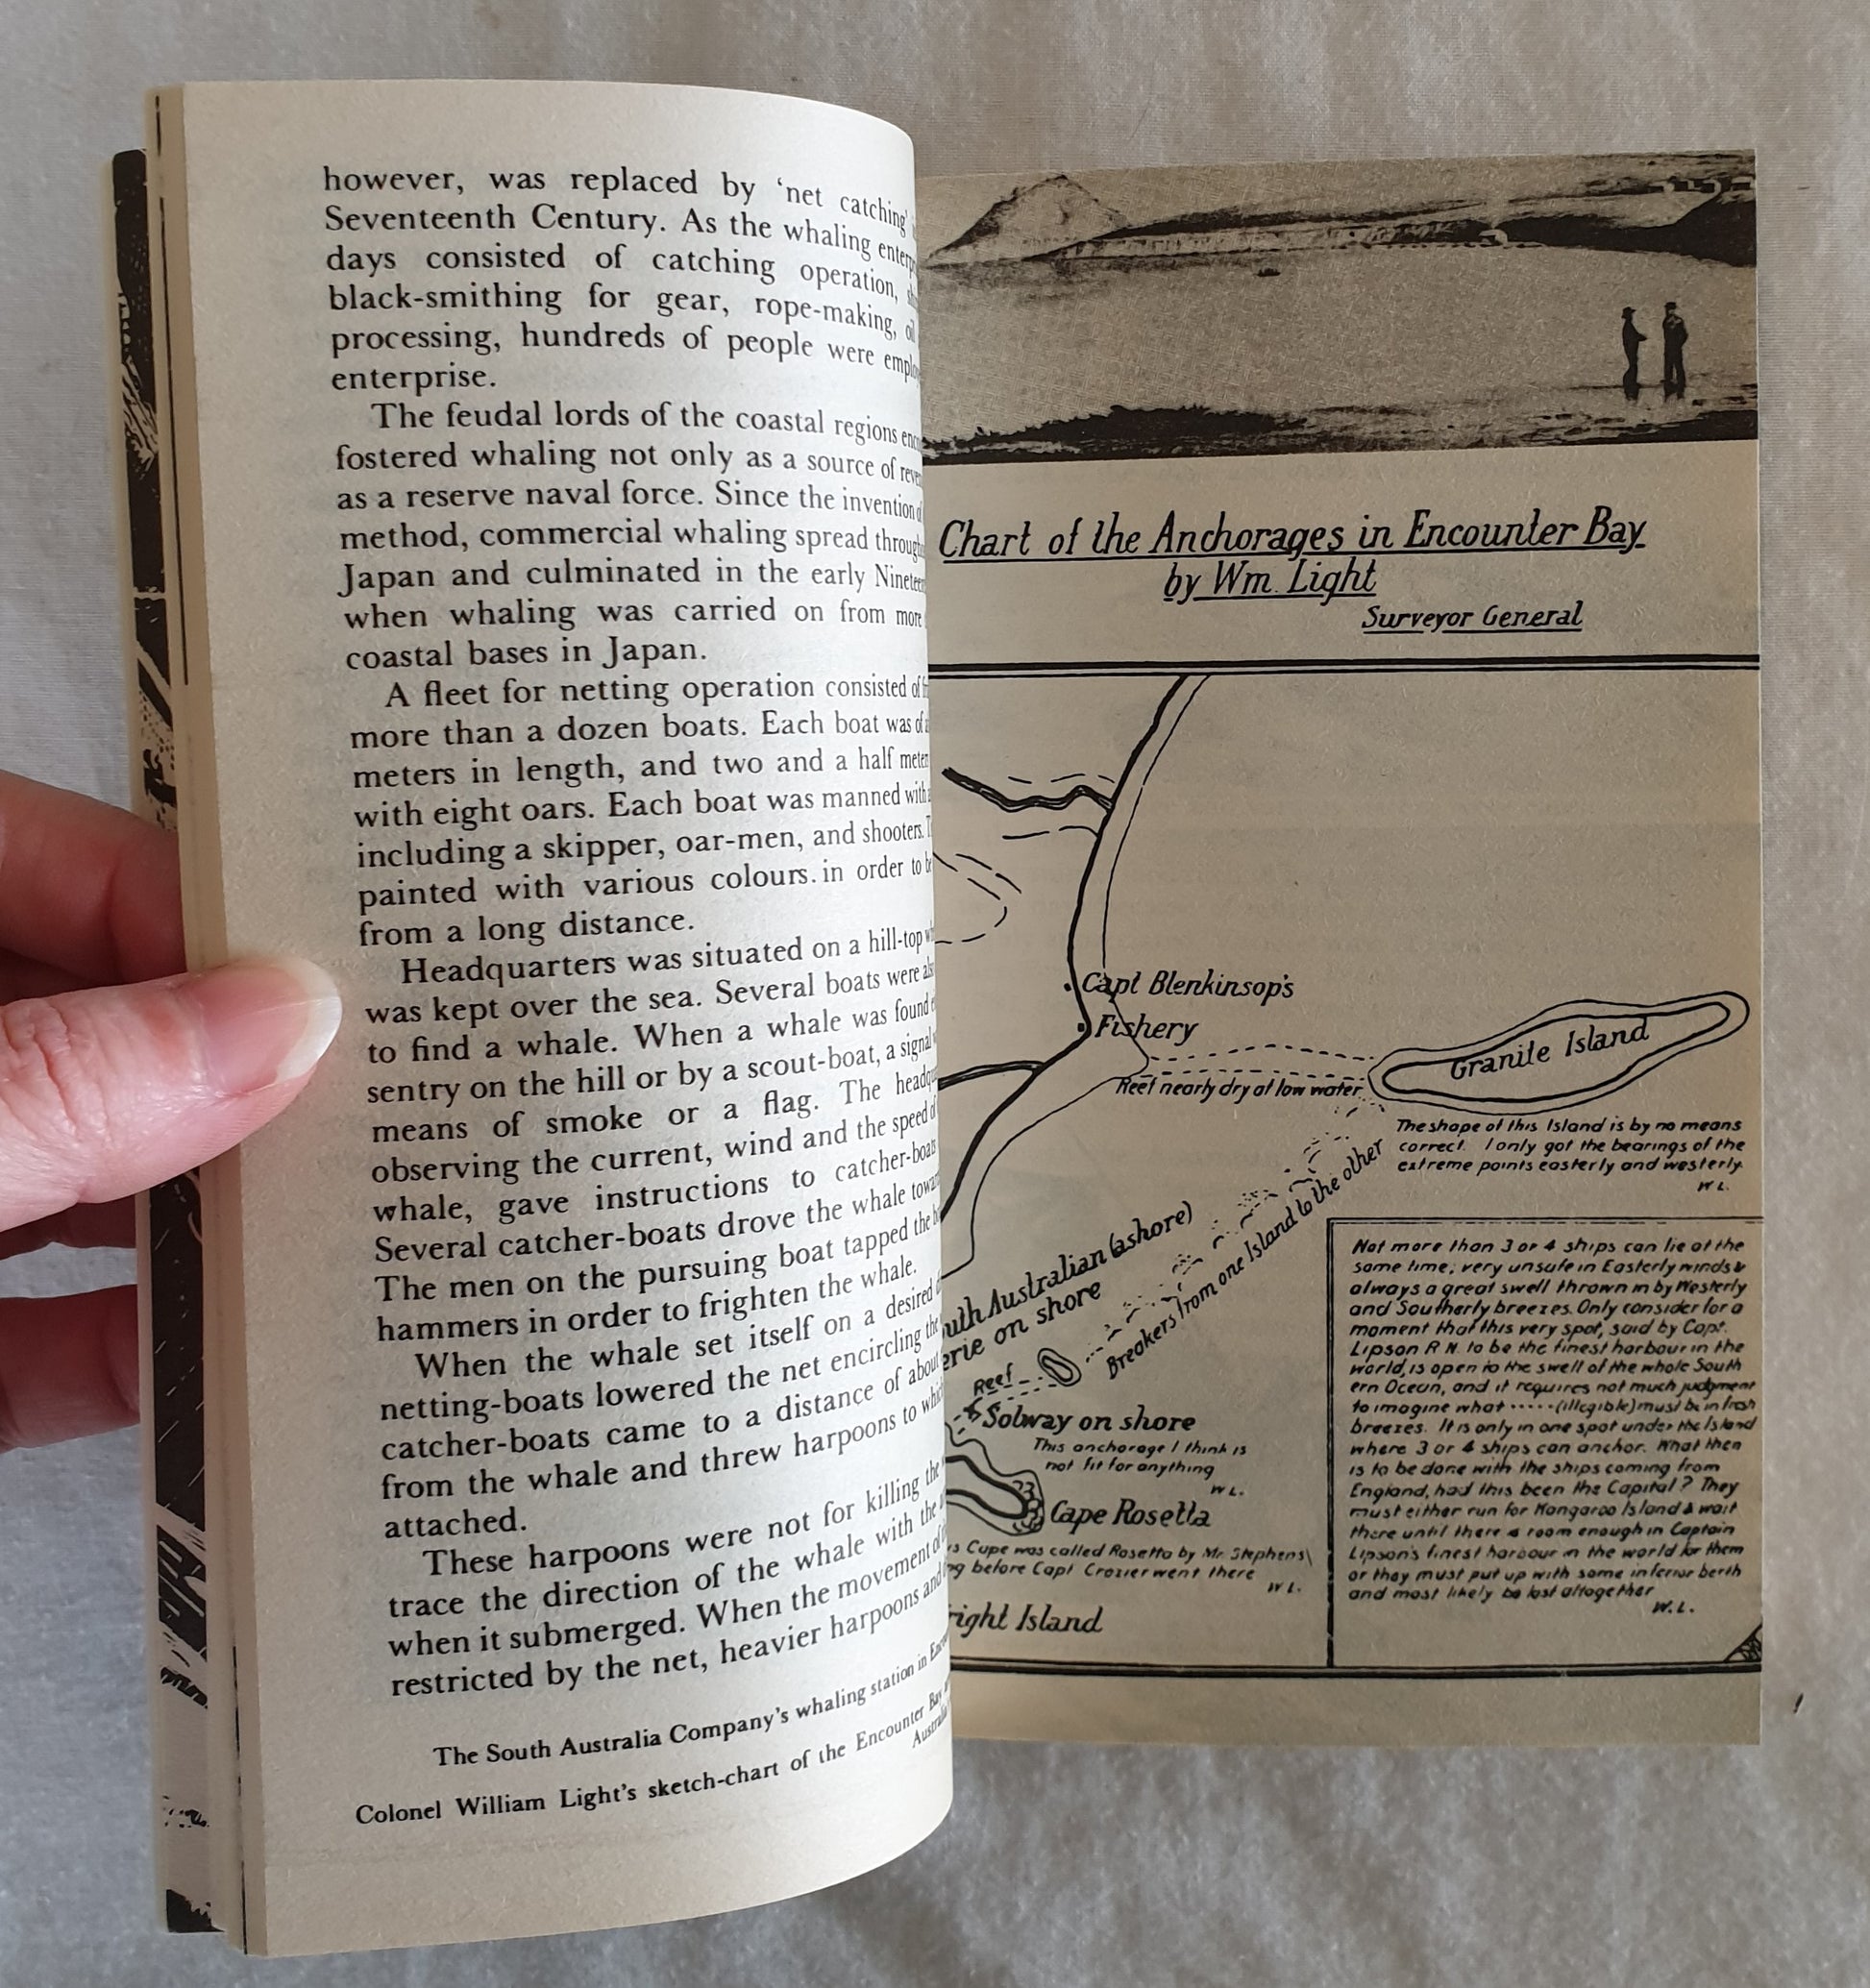 however, was replaced by 'net catching'
Seventeenth Century. As the whaling
days consisted of catching operation,
black-smithing for gear, rope-making, oil
processing, hundreds of people were
enterprise.
The feudal lords of the coastal regions
fostered whaling not only as a source of
as a reserve naval force. Since the invention
method, commercial whaling spread
Japan and culminated in the early
when whaling was carried on from more
coastal bases in Japan.
A fleet for netting operation consisted of
more than a dozen boats. Each boat was of
meters in length, and two and a half
with eight oars. Each boat was manned with
including a skipper, oar-men, and shooters.
painted with various colours. in order to
from a long distance.
Headquarters was situated on a hill-top
was kept over the sea. Several boats were
to find a whale. When a whale was found
sentry on the hill or by a scout-boat, a signal
means of smoke or a flag. The
observing the current, wind and the speed of
whale, gave instructions to catcher-boats
Several catcher-boats drove the whale
The men on the pursuing boat tapped the
hammers in order to frighten the whale.
When the whale set itself on a desired
netting-boats lowered the net encircling the
catcher-boats came to a distance of about
from the whale and threw harpoons to
attached.
These harpoons were not for killing the
trace the direction of the whale with the
when it submerged. When the movement of
restricted by the net, heavier harpoons and
The South Australia Company's whaling station in
Colonel William Light's sketch-chart of the Encounter Bay
Chart of the Anchorages in Encounter Bay
by Wm. Light
Surveyor General
Capt Blenkinsop's
Fishery
Granite Island
Reef nearly dry at low water
The shape of this Island is by no means
correct. I only got the bearings of the
extreme points easterly and westerly
W L.
Breakers from one Island to the other
Australian (ashore)
on shore
Reef
Solway on shore
This anchorage I think is
not fit for anything
W L.
Cape Rosetta
Cape was called Rosetta by Mr. Stephens
before Capt Crozier went there
W L.
Island
Not more than 3 or 4 ships can lie at the
same time; very unsafe in Easterly winds &
always a great swell thrown in by Westerly
and Southerly breezes. Only consider for a
moment that this very spot, said by Capt.
Lipson R N. to be the finest harbour in the
world, is open to the swell of the whole South
ern Ocean, and it requires not much judgment
to imagine what ····· (illegible) must be in fresh
breezes. It is only in one spot under the Island
where 3 or 4 ships can anchor. What then
is to be done with the ships coming from
England, had this been the Capital? They
must either run for Kangaroo Island & wait
there until there is room enough in Captain
Lipson's finest harbour in the world for them
or they must put up with some inferior berth
and most likely be lost altogether
W. L.